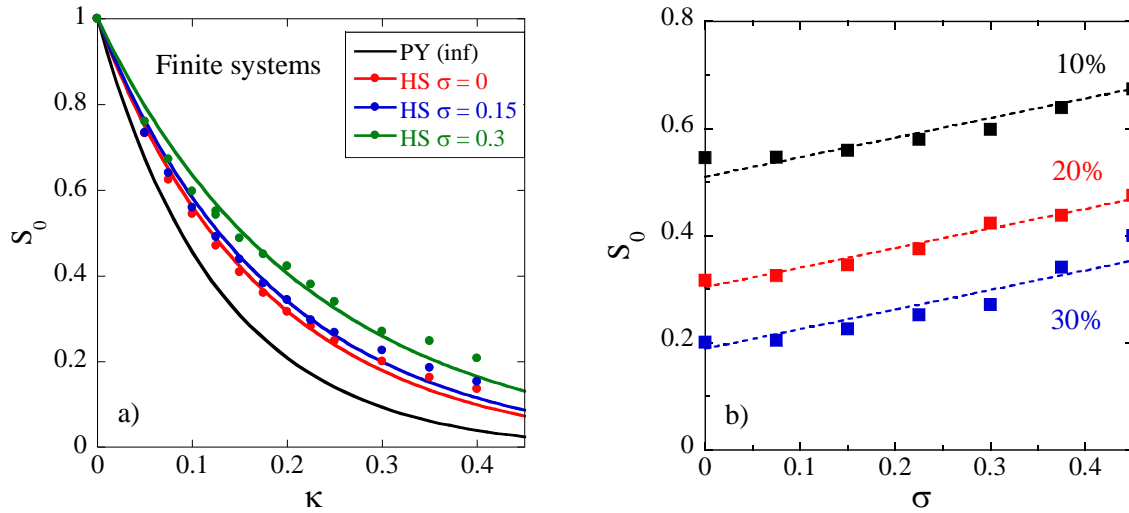 1
0.8
0.6
0.4
0.2
0
S₀
Finite systems
PY (inf)
HS σ = 0
HS σ = 0.15
HS σ = 0.3
a)
0 0.1 0.2 0.3 0.4
κ
0.8
0.6
0.4
0.2
0
S₀
10%
20%
30%
b)
0 0.1 0.2 0.3 0.4
σ